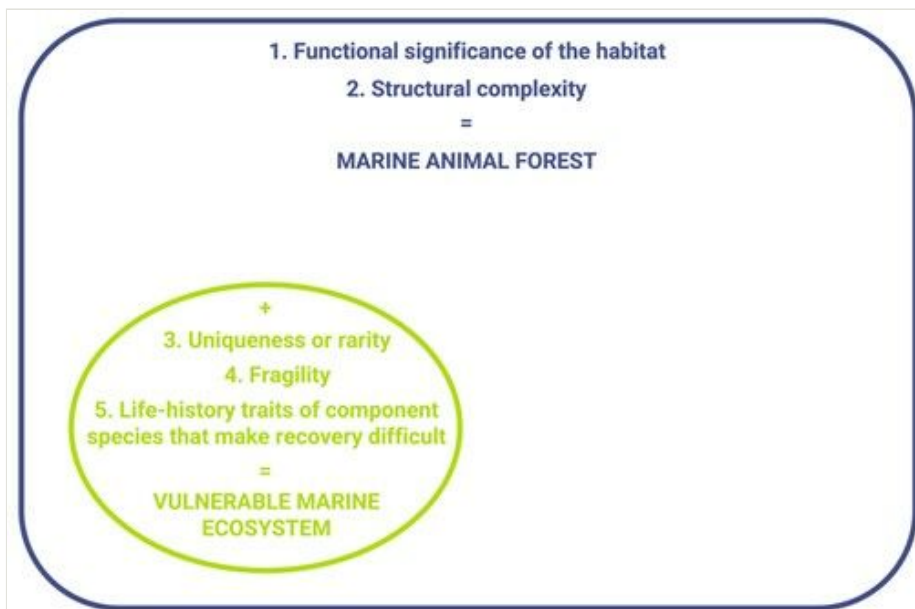 1. Functional significance of the habitat
2. Structural complexity
=
MARINE ANIMAL FOREST
+
3. Uniqueness or rarity
4. Fragility
5. Life-history traits of component
species that make recovery difficult
=
VULNERABLE MARINE
ECOSYSTEM